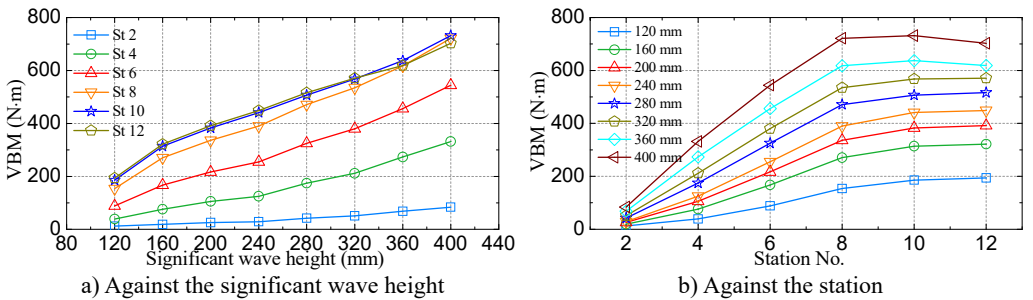 VBM (N·m)
800
600
400
200
0
St 2
St 4
St 6
St 8
St 10
St 12
80 120 160 200 240 280 320 360 400 440
Significant wave height (mm)
a) Against the significant wave height
VBM (N·m)
800
600
400
200
0
120 mm
160 mm
200 mm
240 mm
280 mm
320 mm
360 mm
400 mm
2 4 6 8 10 12
Station No.
b) Against the station